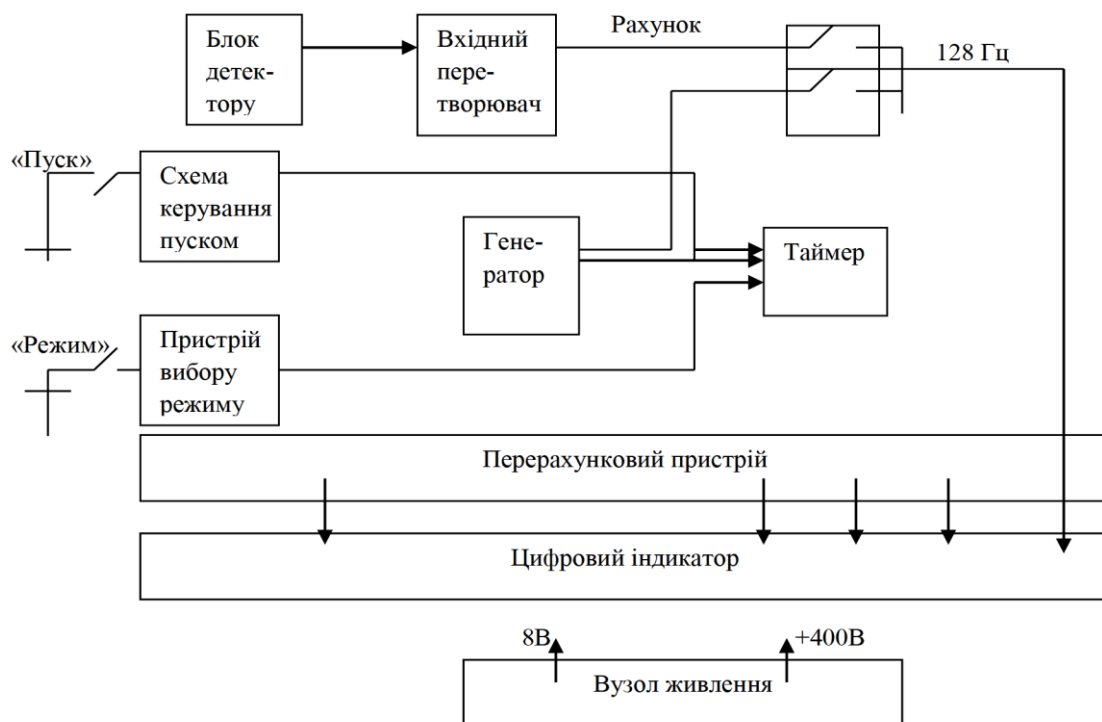 Блок
детек-
тору
Вхідний
пере-
творювач
Рахунок
128 Гц
«Пуск»
Схема
керування
пуском
Гене-
ратор
Таймер
«Режим»
Пристрій
вибору
режиму
Перерахунковий пристрій
Цифровий індикатор
8В
+400В
Вузол живлення